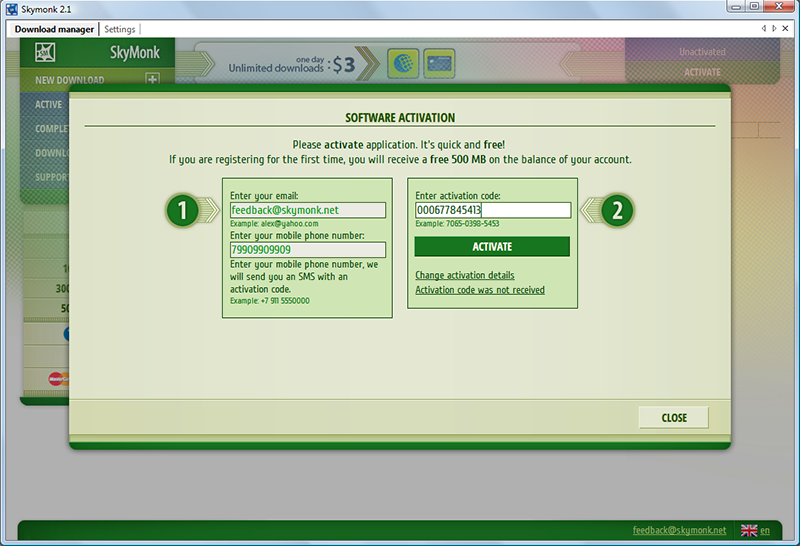 Skymonk 2.1
Download manager
Settings
SkyMonk
one day
Unlimited downloads : $3
Unactivated
ACTIVATE
NEW DOWNLOAD
ACTIVE
COMPLET
DOWNL
SUPPORT
SOFTWARE ACTIVATION
Please activate application. It's quick and free!
If you are registering for the first time, you will receive a free 500 MB on the balance of your account.
1
Enter your email:
feedback@skymonk.net
Example: alex@yahoo.com
Enter your mobile phone number:
79909909909
Enter your mobile phone number, we
will send you an SMS with an
activation code.
Example: +7 911 5550000
Enter activation code:
000677845413
Example: 7065-0398-5453
ACTIVATE
Change activation details
Activation code was not received
2
CLOSE
feedback@skymonk.net
en